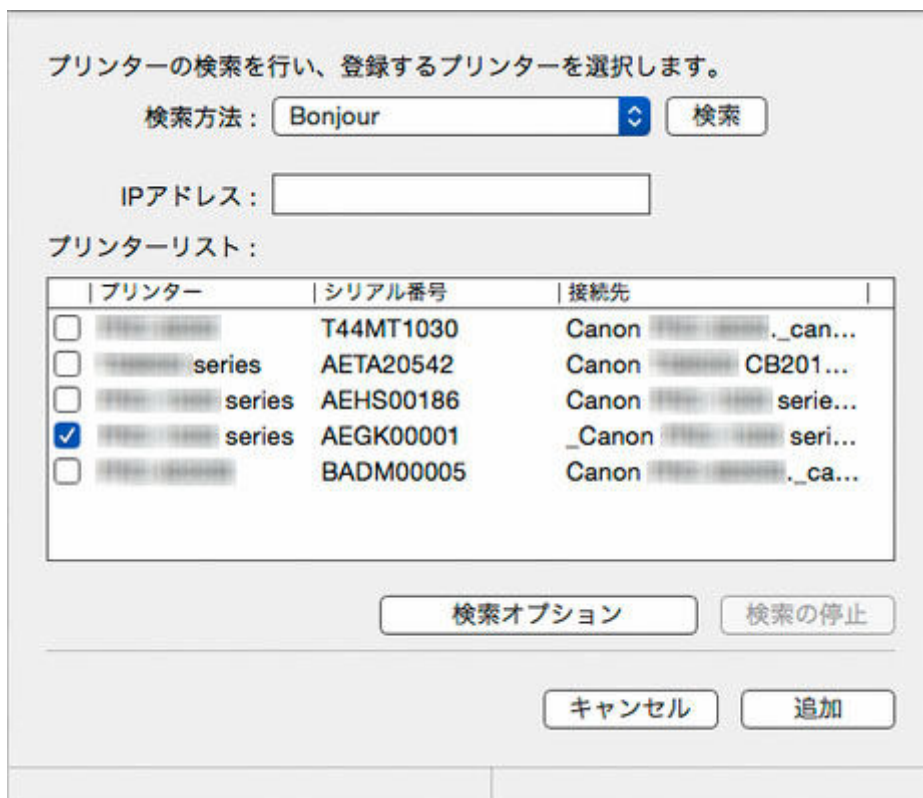 プリンターの検索を行い、登録するプリンターを選択します。
検索方法： Bonjour 検索
IPアドレス：
プリンターリスト：
プリンター シリアル番号 接続先
T44MT1030 Canon ._can...
series AETA20542 Canon CB201...
series AEHS00186 Canon serie...
series AEGK00001 _Canon seri...
BADM00005 Canon ._ca...
検索オプション 検索の停止
キャンセル 追加